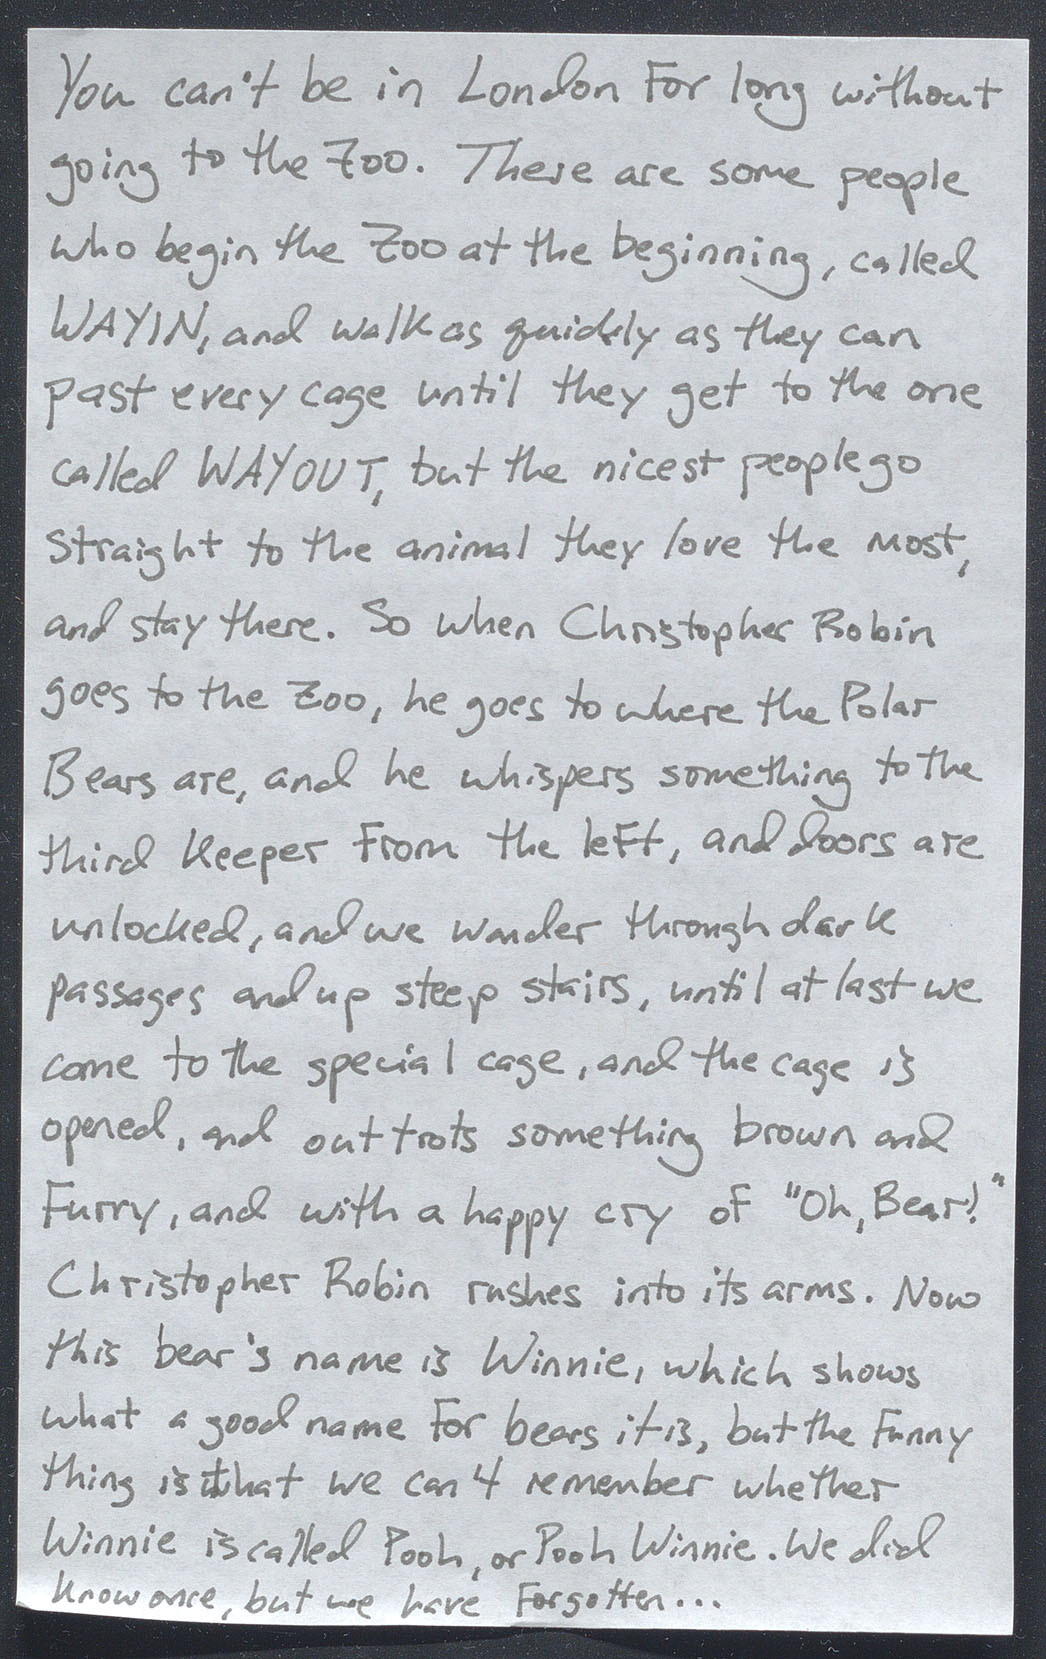 You can't be in London For long without
going to the Zoo. There are some people
who begin the Zoo at the beginning, called
WAYIN, and walk as quickly as they can
past every cage until they get to the one
called WAYOUT, but the nicest people go
straight to the animal they love the most,
and stay there. So when Christopher Robin
goes to the Zoo, he goes to where the Polar
Bears are, and he whispers something to the
third keeper from the left, and doors are
unlocked, and we wander through dark
passages and up steep stairs, until at last we
come to the special cage, and the cage is
opened, and out trots something brown and
Furry, and with a happy cry of "Oh, Bear!"
Christopher Robin rushes into its arms. Now
this bear's name is Winnie, which shows
what a good name For bears it is, but the Funny
thing is that we can't remember whether
Winnie is called Pooh, or Pooh Winnie. We did
know once, but we have Forgotten...